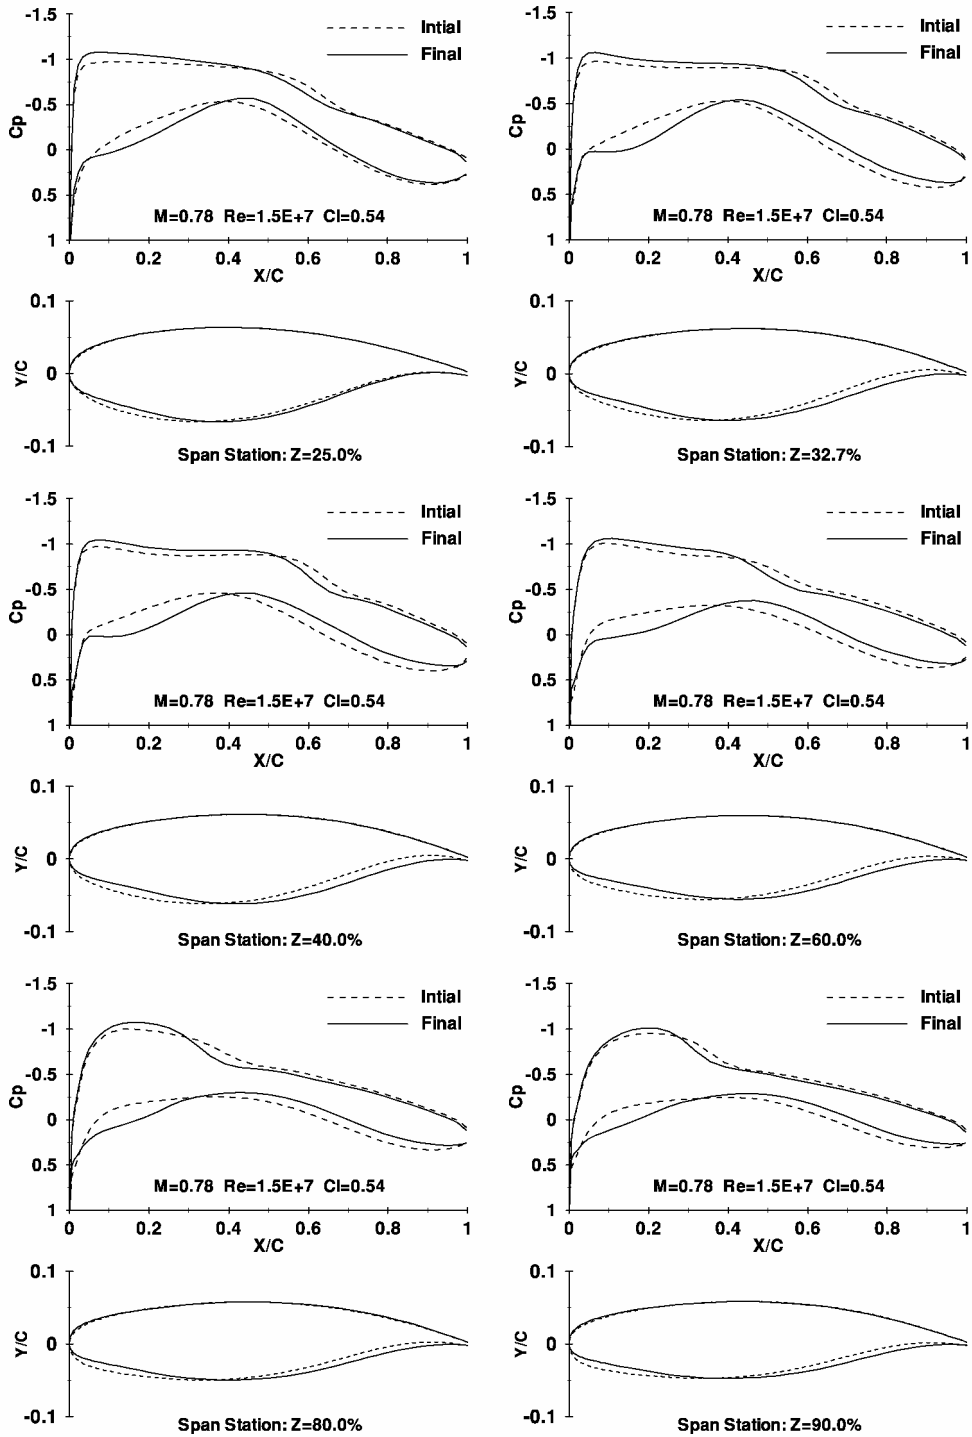 -1.5
-1
-0.5
0
0.5
1
Cp
Intial
Final
M=0.78 Re=1.5E+7 Cl=0.54
0 0.2 0.4 0.6 0.8 1
X/C
0.1
0
-0.1
Y/C
Span Station: Z=25.0%
-1.5
-1
-0.5
0
0.5
1
Cp
Intial
Final
M=0.78 Re=1.5E+7 Cl=0.54
0 0.2 0.4 0.6 0.8 1
X/C
0.1
0
-0.1
Y/C
Span Station: Z=32.7%
-1.5
-1
-0.5
0
0.5
1
Cp
Intial
Final
M=0.78 Re=1.5E+7 Cl=0.54
0 0.2 0.4 0.6 0.8 1
X/C
0.1
0
-0.1
Y/C
Span Station: Z=40.0%
-1.5
-1
-0.5
0
0.5
1
Cp
Intial
Final
M=0.78 Re=1.5E+7 Cl=0.54
0 0.2 0.4 0.6 0.8 1
X/C
0.1
0
-0.1
Y/C
Span Station: Z=60.0%
-1.5
-1
-0.5
0
0.5
1
Cp
Intial
Final
M=0.78 Re=1.5E+7 Cl=0.54
0 0.2 0.4 0.6 0.8 1
X/C
0.1
0
-0.1
Y/C
Span Station: Z=80.0%
-1.5
-1
-0.5
0
0.5
1
Cp
Intial
Final
M=0.78 Re=1.5E+7 Cl=0.54
0 0.2 0.4 0.6 0.8 1
X/C
0.1
0
-0.1
Y/C
Span Station: Z=90.0%